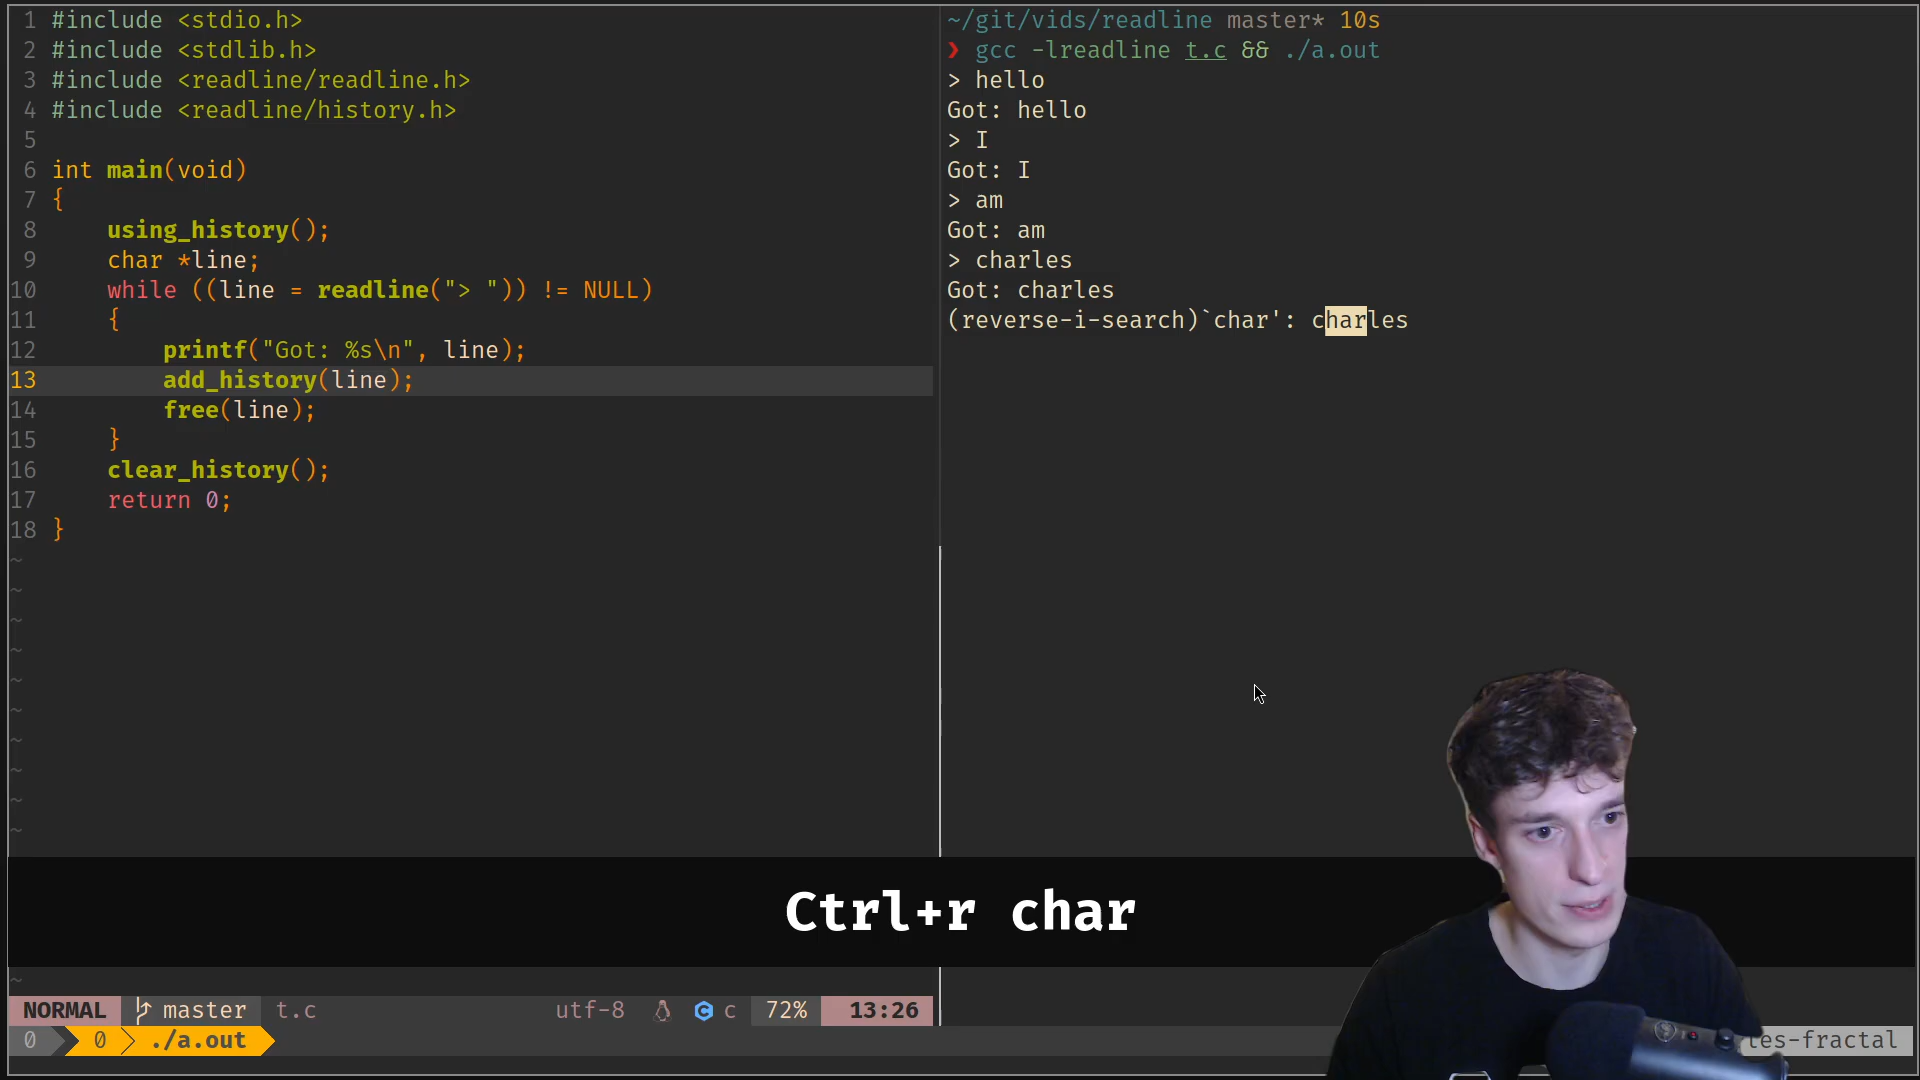 1 #include <stdio.h>
2 #include <stdlib.h>
3 #include <readline/readline.h>
4 #include <readline/history.h>
5
6 int main(void)
7 {
8     using_history();
9     char *line;
10     while ((line = readline("> ")) != NULL)
11     {
12         printf("Got: %s\n", line);
13         add_history(line);
14         free(line);
15     }
16     clear_history();
17     return 0;
18 }
~
~
~
~
~
~
~
~
~
~
~
NORMAL master t.c utf-8 c 72% 13:26
0 0 ./a.out
~/git/vids/readline master* 10s
❯ gcc -lreadline t.c && ./a.out
> hello
Got: hello
> I
Got: I
> am
Got: am
> charles
Got: charles
(reverse-i-search)`char': charles
Ctrl+r char
les-fractal